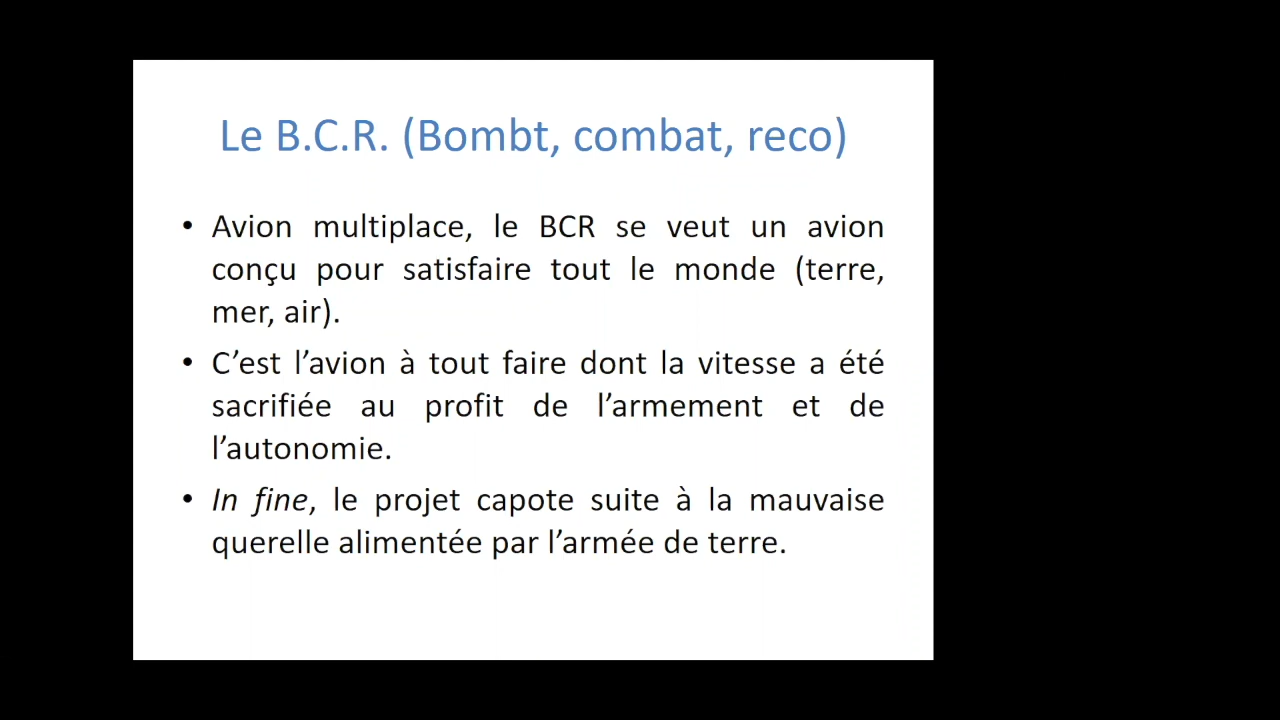 Le B.C.R. (Bombt, combat, reco)
• Avion multiplace, le BCR se veut un avion
conçu pour satisfaire tout le monde (terre,
mer, air).
• C’est l’avion à tout faire dont la vitesse a été
sacrifiée au profit de l’armement et de
l’autonomie.
• In fine, le projet capote suite à la mauvaise
querelle alimentée par l’armée de terre.